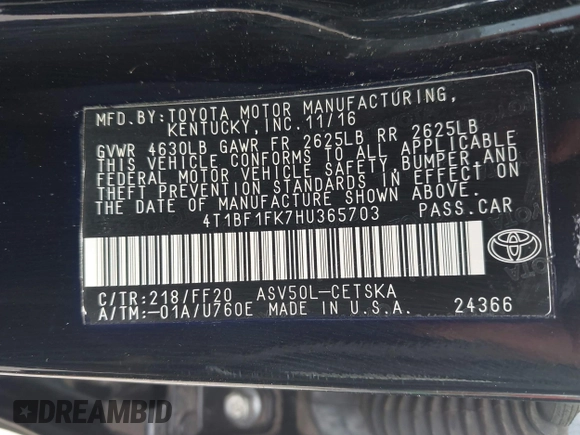 MFD.BY:TOYOTA MOTOR MANUFACTURING,
KENTUCKY,INC.11/16
GVWR 4630LB GAWR FR 2625LB RR 2625LB
THIS VEHICLE CONFORMS TO ALL APPLICABLE
FEDERAL MOTOR VEHICLE SAFETY, BUMPER,AND
THEFT PREVENTION STANDARDS IN EFFECT ON
THE DATE OF MANUFACTURE SHOWN ABOVE.
4T1BF1FK7HU365703 PASS.CAR
C/TR:218/FF20 ASV50L-CETSKA
A/TM:-01A/U760E MADE IN U.S.A. 24366
TOYOTA
DREAMBID